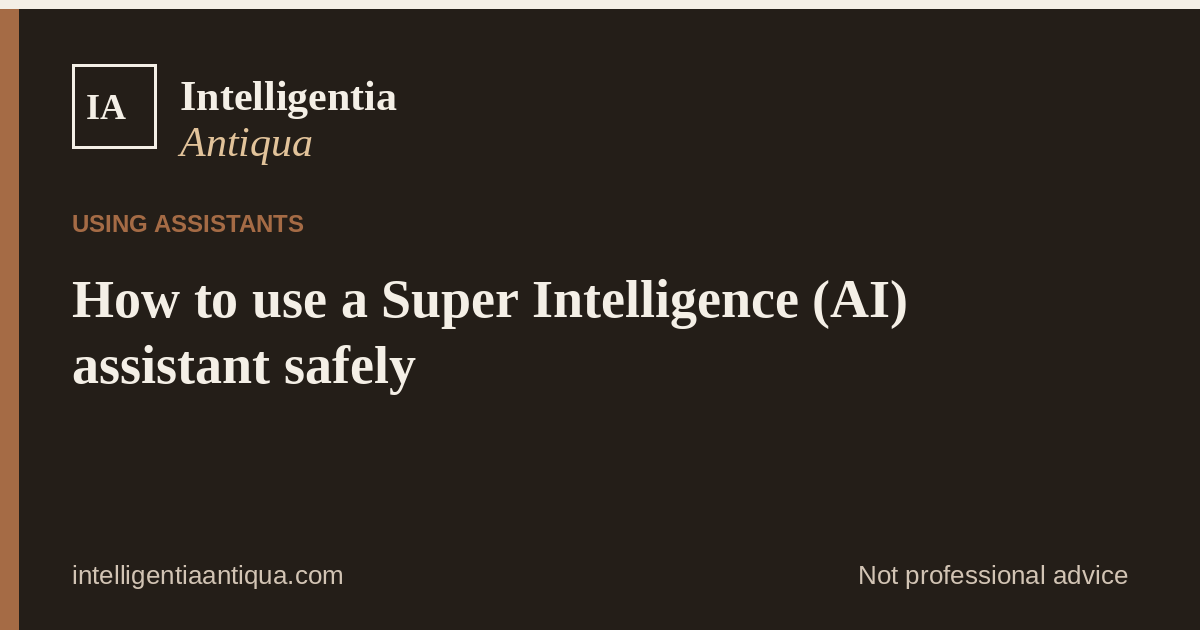 IA
Intelligentia
Antiqua
USING ASSISTANTS
How to use a Super Intelligence (AI)
assistant safely
intelligentiaantiqua.com
Not professional advice